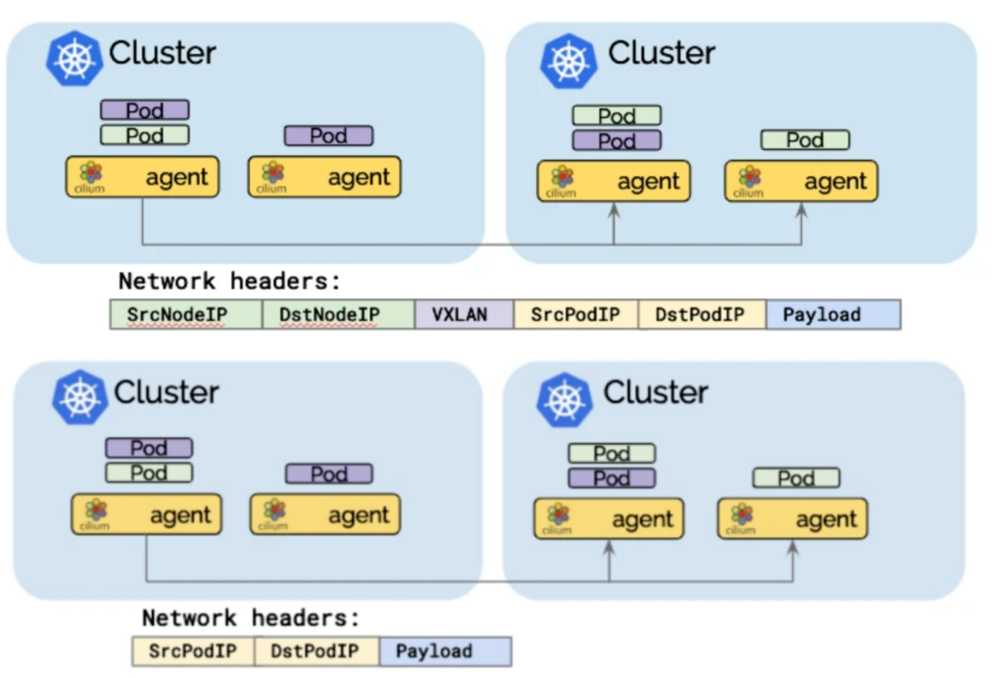 Cluster
Cluster
Pod
Pod
Pod
Pod
Pod
Pod
cilium
agent
cilium
agent
cilium
agent
cilium
agent
Network headers:
SrcNodeIP DstNodeIP VXLAN SrcPodIP DstPodIP Payload
Cluster
Cluster
Pod
Pod
Pod
Pod
Pod
Pod
cilium
agent
cilium
agent
cilium
agent
cilium
agent
Network headers:
SrcPodIP DstPodIP Payload